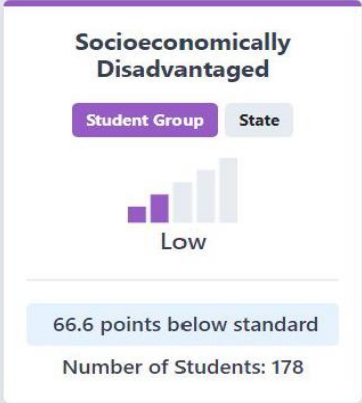 Socioeconomically
Disadvantaged
Student Group State
Low
66.6 points below standard
Number of Students: 178